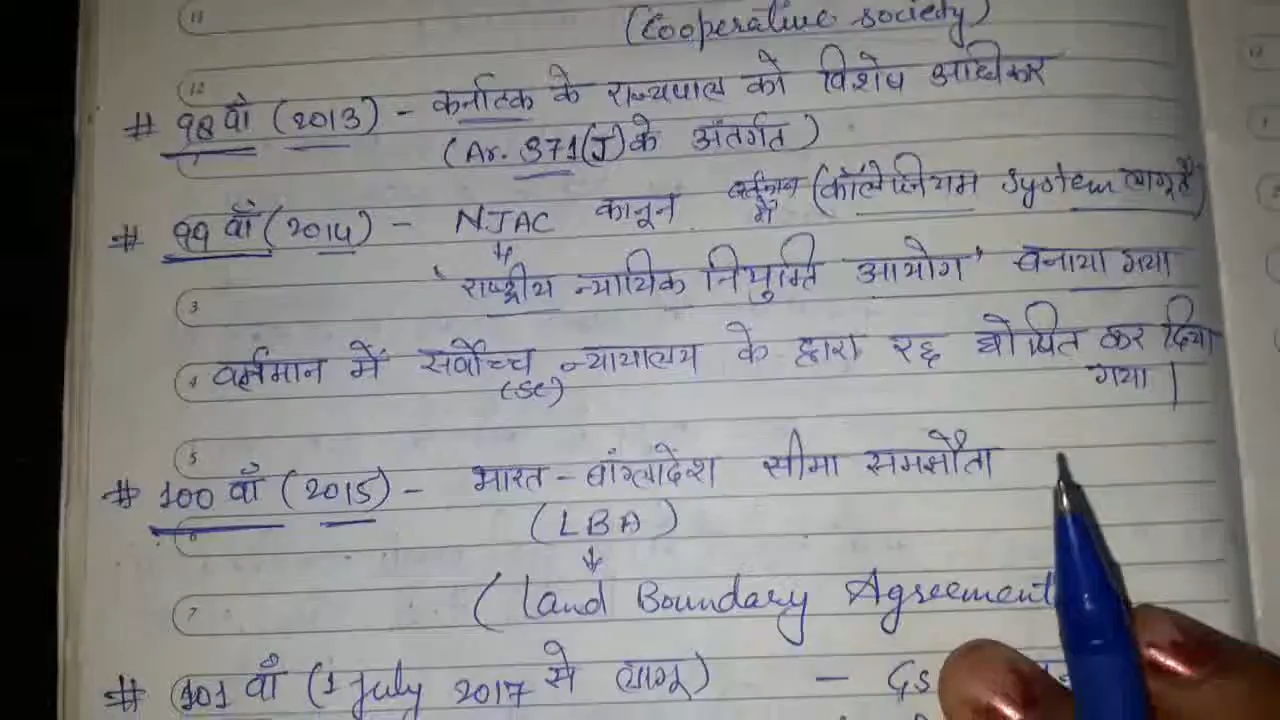 (Cooperative society)
# 98 वाँ (2013) - कर्नाटक के राज्यपाल को विशेष अधिकार
(Ar. 371(J) के अंतर्गत)
# 99 वाँ (2014) - NJAC कानून वर्तमान में (कॉलेजियम System लागू है)
↓
'राष्ट्रीय न्यायिक नियुक्ति आयोग' बनाया गया
वर्तमान में सर्वोच्च न्यायालय के द्वारा रद्द घोषित कर दिया
(SC) गया |
# 100 वाँ (2015) - भारत - बांग्लादेश सीमा समझौता
(LBA)
↓
(Land Boundary Agreement
# 101 वाँ (1 July 2017 से लागू) - GS